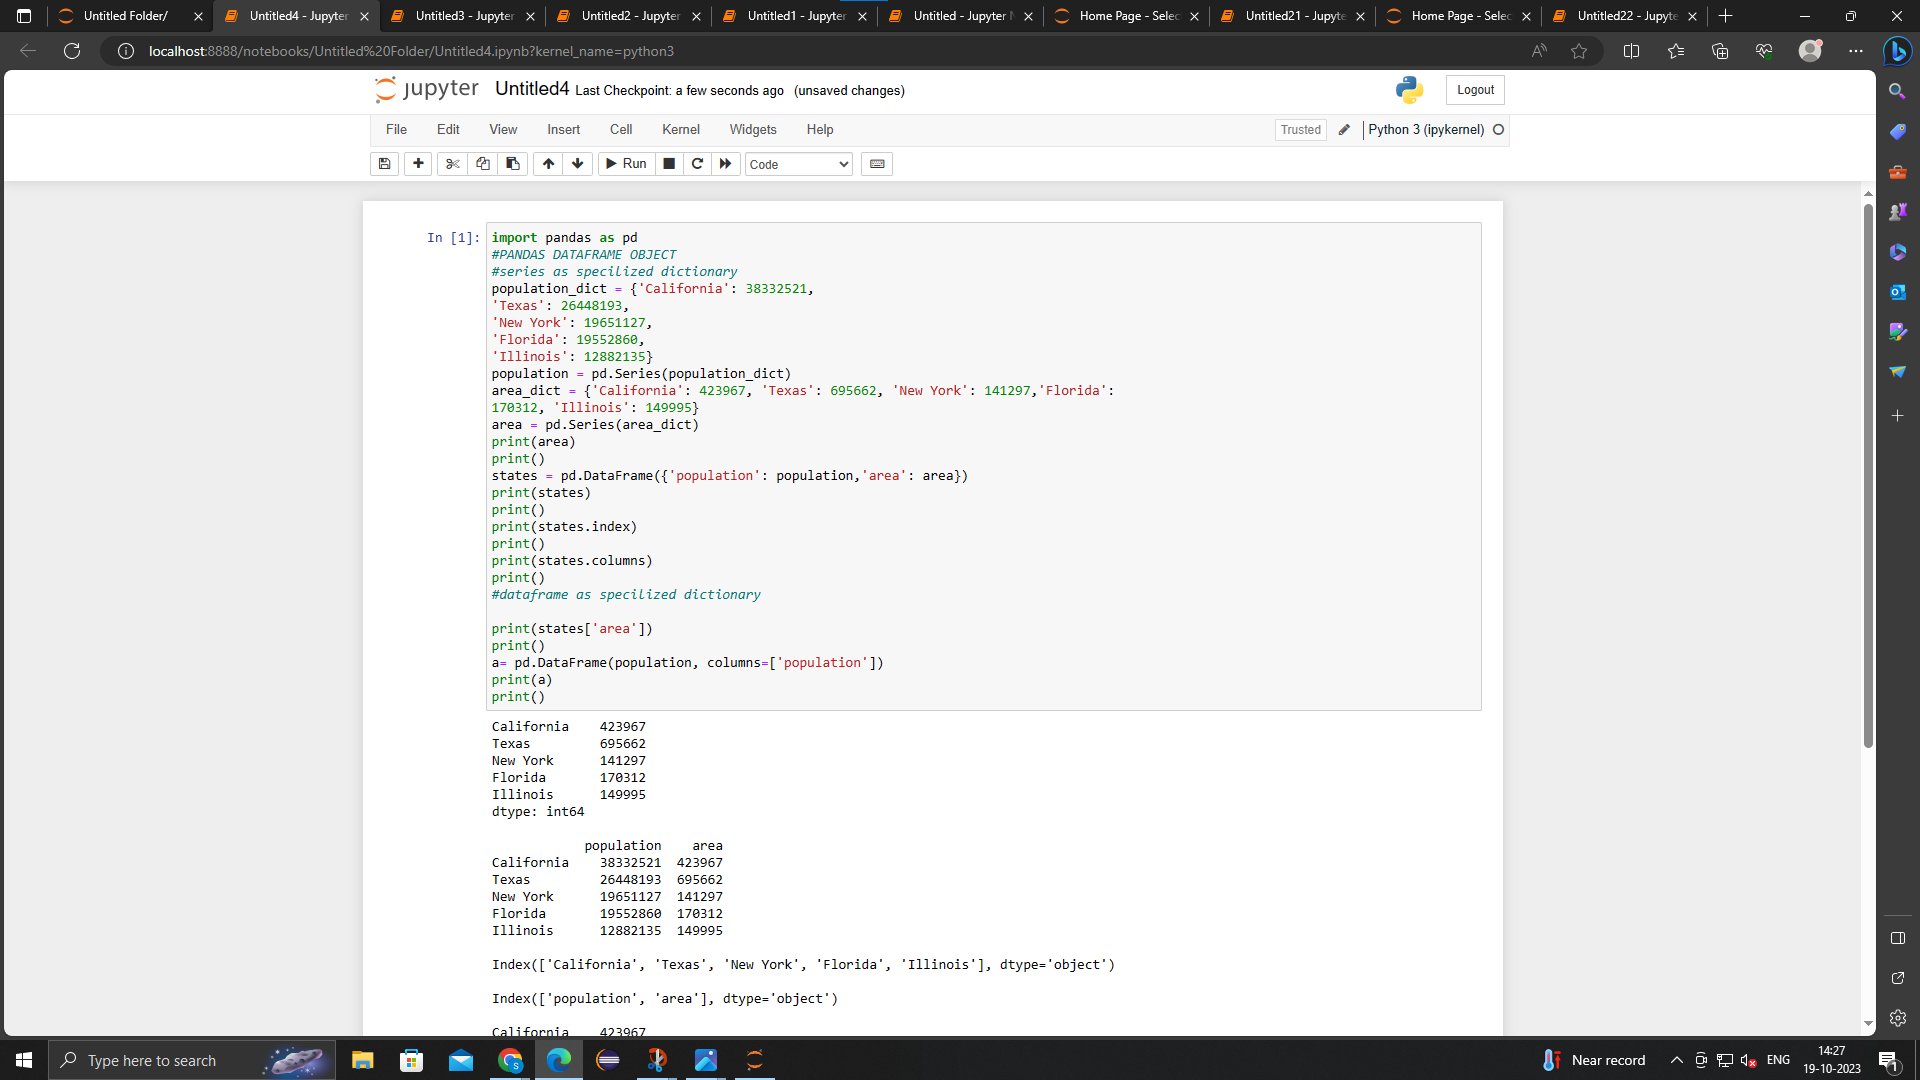 Untitled Folder/
Untitled4 - Jupyter
Untitled3 - Jupyter
Untitled2 - Jupyter
Untitled1 - Jupyter
Untitled - Jupyter N
Home Page - Selec
Untitled21 - Jupyte
Home Page - Selec
Untitled22 - Jupyte
localhost:8888/notebooks/Untitled%20Folder/Untitled4.ipynb?kernel_name=python3
jupyter Untitled4 Last Checkpoint: a few seconds ago (unsaved changes)
Logout
File Edit View Insert Cell Kernel Widgets Help
Trusted Python 3 (ipykernel)
Run Code
In [1]: import pandas as pd
#PANDAS DATAFRAME OBJECT
#series as specilized dictionary
population_dict = {'California': 38332521,
'Texas': 26448193,
'New York': 19651127,
'Florida': 19552860,
'Illinois': 12882135}
population = pd.Series(population_dict)
area_dict = {'California': 423967, 'Texas': 695662, 'New York': 141297,'Florida':
170312, 'Illinois': 149995}
area = pd.Series(area_dict)
print(area)
print()
states = pd.DataFrame({'population': population,'area': area})
print(states)
print()
print(states.index)
print()
print(states.columns)
print()
#dataframe as specilized dictionary
print(states['area'])
print()
a= pd.DataFrame(population, columns=['population'])
print(a)
print()
California 423967
Texas 695662
New York 141297
Florida 170312
Illinois 149995
dtype: int64
population area
California 38332521 423967
Texas 26448193 695662
New York 19651127 141297
Florida 19552860 170312
Illinois 12882135 149995
Index(['California', 'Texas', 'New York', 'Florida', 'Illinois'], dtype='object')
Index(['population', 'area'], dtype='object')
California 423967
Type here to search
Near record
ENG
14:27
19-10-2023
1